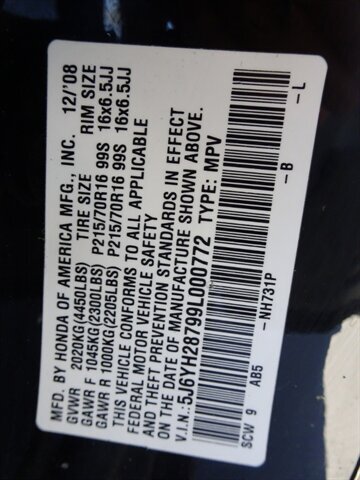 MFD. BY HONDA OF AMERICA MFG., INC. 12/'08
GVWR 2020KG(4450LBS) TIRE SIZE RIM SIZE
GAWR F 1045KG(2300LBS) P215/70R16 99S 16x6.5JJ
GAWR R 1000KG(2205LBS) P215/70R16 99S 16x6.5JJ
THIS VEHICLE CONFORMS TO ALL APPLICABLE
FEDERAL MOTOR VEHICLE SAFETY
AND THEFT PREVENTION STANDARDS IN EFFECT
ON THE DATE OF MANUFACTURE SHOWN ABOVE.
V.I.N.:5J6YH28799L000772 TYPE: MPV
SCW 9 AB5 -NH731P -B -L